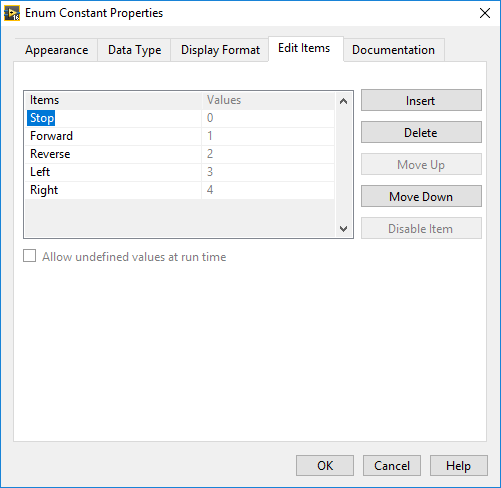 Enum Constant Properties
Appearance Data Type Display Format Edit Items Documentation
Items Values
Stop 0
Forward 1
Reverse 2
Left 3
Right 4
Insert
Delete
Move Up
Move Down
Disable Item
Allow undefined values at run time
OK Cancel Help